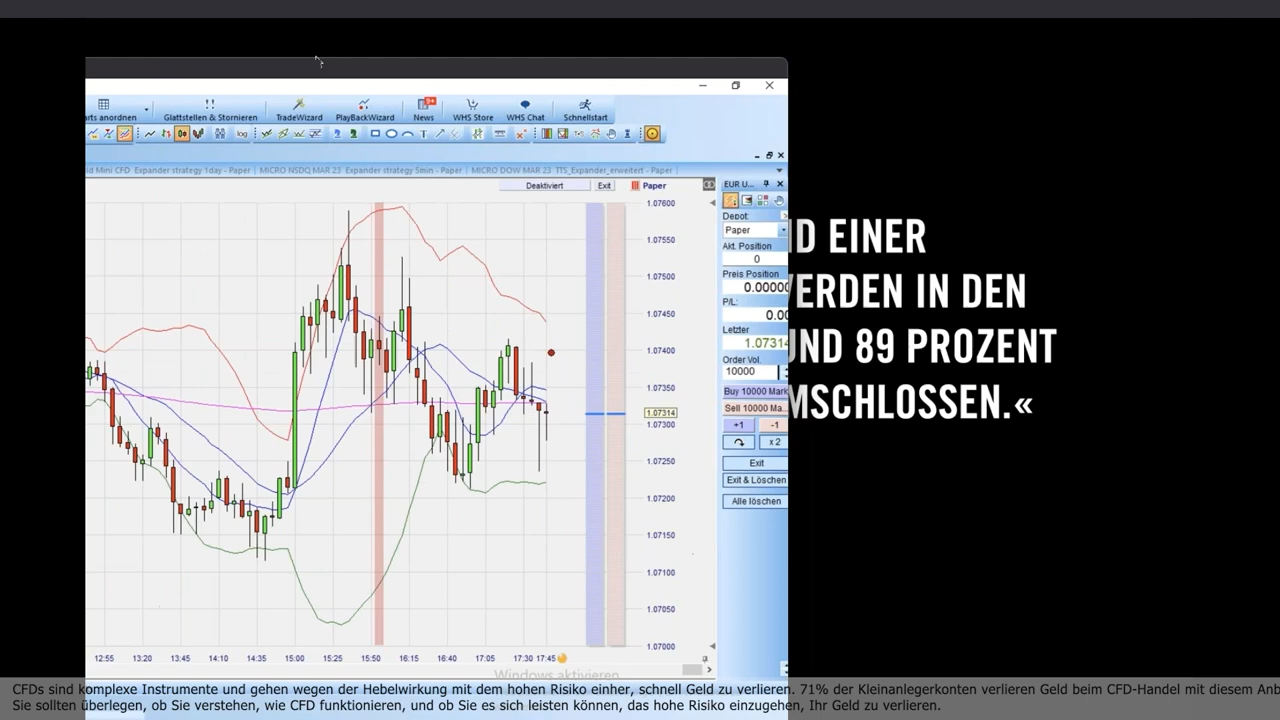 arts anordnen
Glattstellen & Stornieren
TradeWizard
PlayBackWizard
News
9+
WHS Store
WHS Chat
Schnellstart
log
ld Mini CFD Expander strategy 1day - Paper | MICRO NSDQ MAR 23 Expander strategy 5min - Paper | MICRO DOW MAR 23 TTS_Expander_erweitert - Paper |
Deaktiviert
Exit
Paper
EUR U...
Depot:
Paper
Akt. Position
0
Preis Position
0.0000
P/L:
0.00
Letzter
1.07314
Order Vol.
10000
Buy 10000 Mark
Sell 10000 Ma...
+1
-1
x 2
Exit
Exit & Löschen
Alle löschen
1.07600
1.07550
1.07500
1.07450
1.07400
1.07350
1.07314
1.07300
1.07250
1.07200
1.07150
1.07100
1.07050
1.07000
12:55 13:20 13:45 14:10 14:35 15:00 15:25 15:50 16:15 16:40 17:05 17:30 17:45
Windows aktivieren
D EINER
ERDEN IN DEN
ND 89 PROZENT
MSCHLOSSEN.«
CFDs sind komplexe Instrumente und gehen wegen der Hebelwirkung mit dem hohen Risiko einher, schnell Geld zu verlieren. 71% der Kleinanlegerkonten verlieren Geld beim CFD-Handel mit diesem Anb
Sie sollten überlegen, ob Sie verstehen, wie CFD funktionieren, und ob Sie es sich leisten können, das hohe Risiko einzugehen, Ihr Geld zu verlieren.